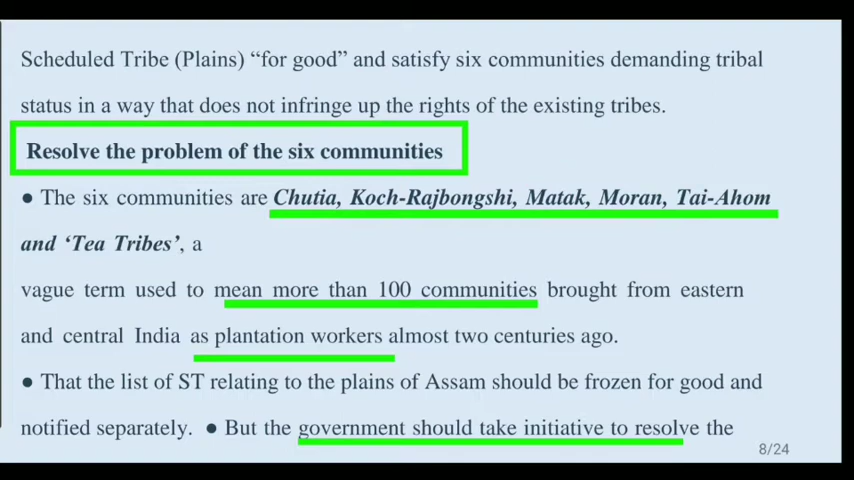 Scheduled Tribe (Plains) “for good” and satisfy six communities demanding tribal
status in a way that does not infringe up the rights of the existing tribes.
Resolve the problem of the six communities
● The six communities are Chutia, Koch-Rajbongshi, Matak, Moran, Tai-Ahom
and ‘Tea Tribes’, a
vague term used to mean more than 100 communities brought from eastern
and central India as plantation workers almost two centuries ago.
● That the list of ST relating to the plains of Assam should be frozen for good and
notified separately. ● But the government should take initiative to resolve the
8/24